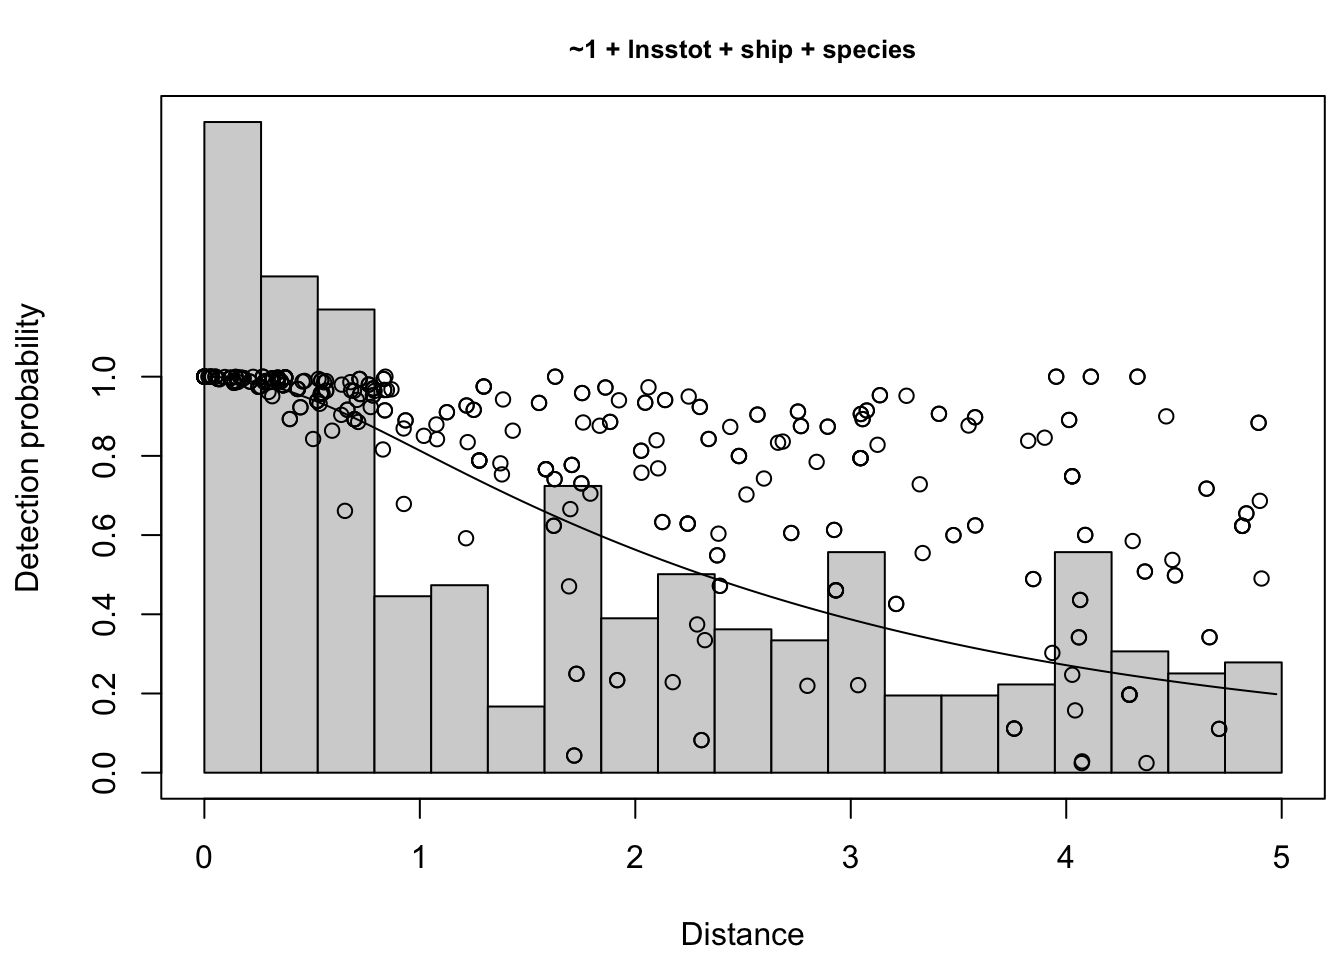 ~1 + lnsstot + ship + species
Detection probability
1.0
0.8
0.6
0.4
0.2
0.0
0 1 2 3 4 5
Distance